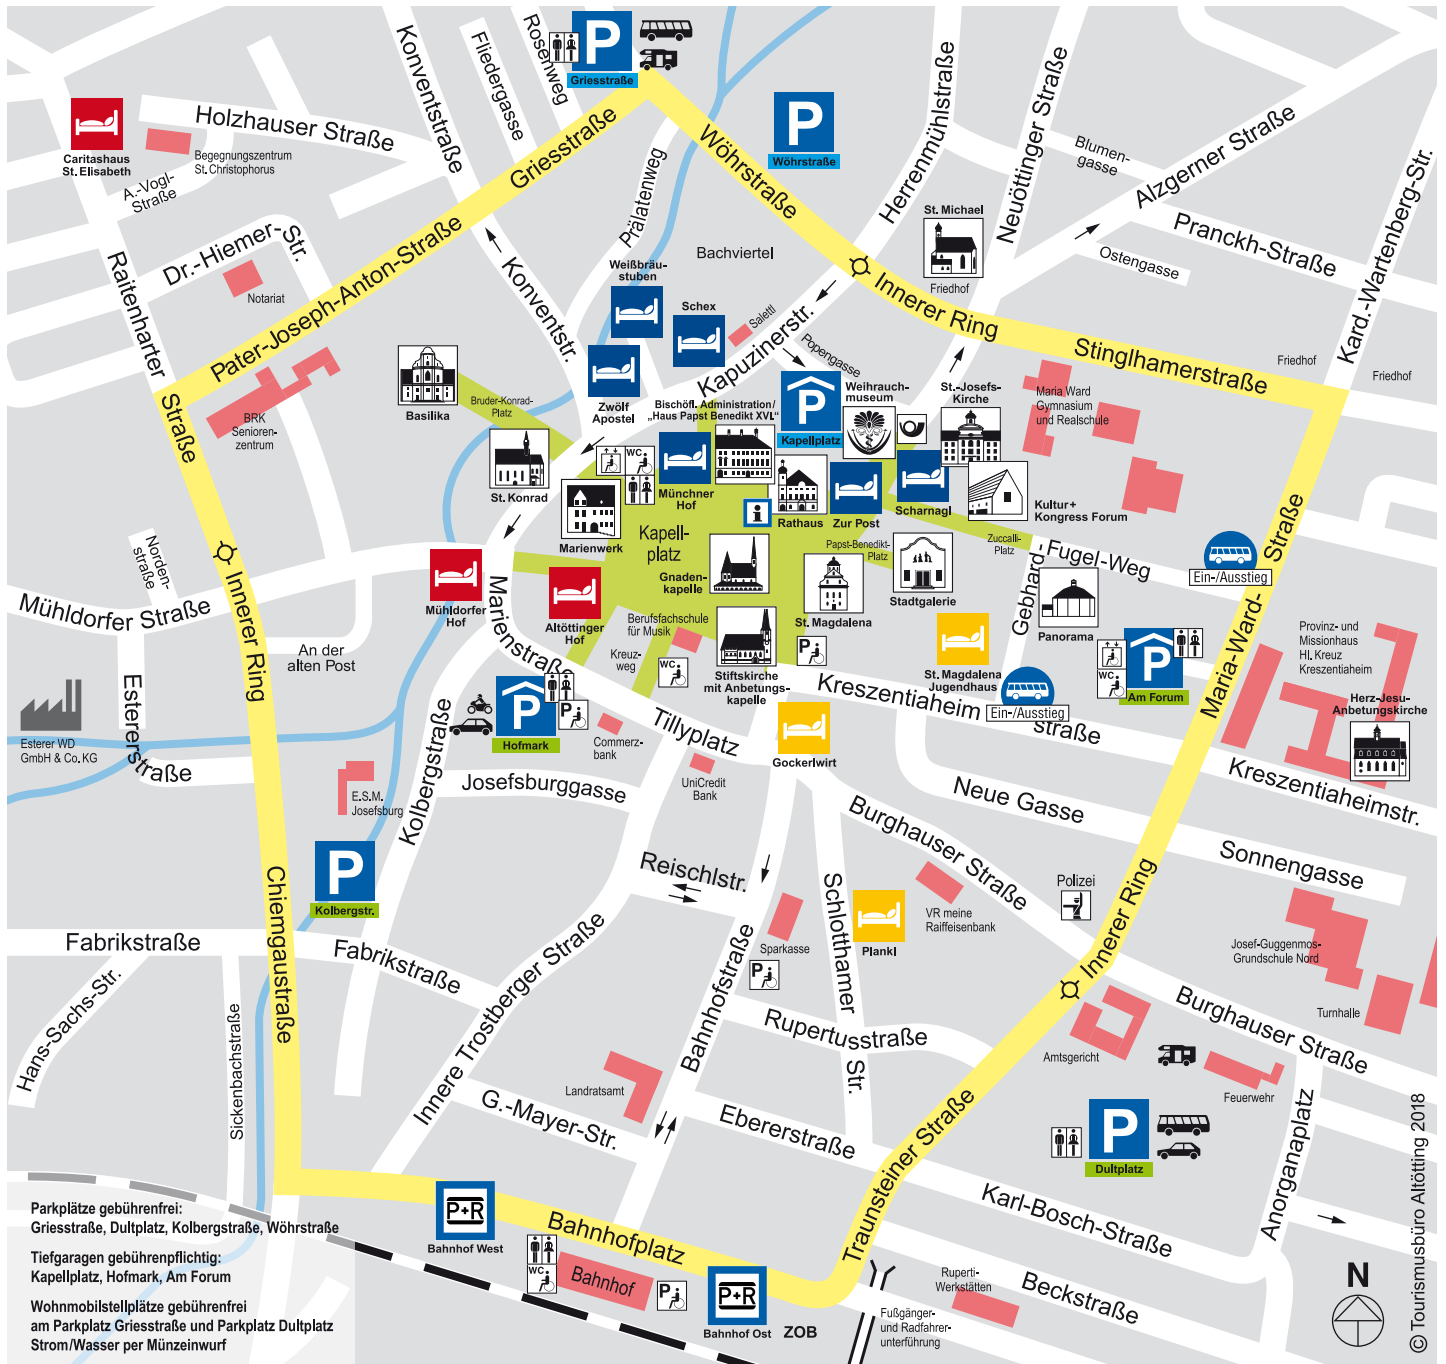 Konventstraße
Fliedergasse
Rosenweg
P
Griesstraße
Herrenmühlstraße
Neuöttinger Straße
Holzhauser Straße
Caritashaus
St. Elisabeth
Begegnungszentrum
St. Christophorus
A.-Vogl-
Straße
Griesstraße
Wöhrstraße
P
Wöhrstraße
Blumen-
gasse
Alzgerner Straße
Kard.-Wartenberg-Str.
Prälatenweg
St. Michael
Friedhof
Pranckh-Straße
Ostengasse
Dr.-Hiemer-Str.
Notariat
Raitenharter
Straße
Pater-Joseph-Anton-Straße
Konventstr.
Weißbräu-
stuben
Bachviertel
Schex
Salettl
Kapuzinerstr.
Popengasse
Innerer Ring
Stinglhamerstraße
Friedhof
Friedhof
BRK
Senioren-
zentrum
Basilika
Bruder-Konrad-
Platz
Zwölf
Apostel
Bischöfl. Administration/
„Haus Papst Benedikt XVI.“
P
Kapellplatz
Weihrauch-
museum
St.-Josefs-
Kirche
Maria Ward
Gymnasium
und Realschule
St. Konrad
WC
Münchner
Hof
Marienwerk
i
Rathaus
Zur Post
Scharnagl
Kultur+
Kongress Forum
Kapell-
platz
Gnaden-
kapelle
Papst-Benedikt-
Platz
Zuccalli-
Platz
Gebhard-
Fugel-Weg
Ein-/Ausstieg
Maria-Ward-
Straße
Norden-
straße
Mühldorfer Straße
Innerer Ring
Mühldorfer
Hof
Marienstraße
Altöttinger
Hof
Berufsfachschule
für Musik
Kreuz-
weg
WC
Stiftskirche
mit Anbetungs-
kapelle
St. Magdalena
P
Stadtgalerie
St. Magdalena
Jugendhaus
Panorama
P
WC
Am Forum
Provinz- und
Missionhaus
Hl. Kreuz
Kreszentiaheim
Herz-Jesu-
Anbetungskirche
An der
alten Post
Esterer WD
GmbH & Co. KG
Estererstraße
Kolbergstraße
P
P
Hofmark
Commerz-
bank
Tillyplatz
UniCredit
Bank
Gockerlwirt
Kreszentiaheim
Straße
Ein-/Ausstieg
Kreszentiaheimstr.
E.S.M.
Josefsburg
Josefsburggasse
Neue Gasse
Sonnengasse
Burghauser Straße
P
Kolbergstr.
Reischlstr.
Schlotthamer
Str.
Plankl
VR meine
Raiffeisenbank
Polizei
Innerer Ring
Josef-Guggenmos-
Grundschule Nord
Turnhalle
Fabrikstraße
Fabrikstraße
Chiemgaustraße
Hans-Sachs-Str.
Sickenbachstraße
Innere Trostberger Straße
Bahnhofstraße
Sparkasse
P
Rupertusstraße
Burghauser Straße
Amtsgericht
Feuerwehr
Landratsamt
G.-Mayer-Str.
Ebererstraße
Traunsteiner Straße
P
Dultplatz
Anorganaplatz
Karl-Bosch-Straße
Beckstraße
P+R
Bahnhof West
Bahnhofplatz
WC
Bahnhof
P
P+R
Bahnhof Ost
ZOB
Fußgänger-
und Radfahrer-
unterführung
Ruperti-
Werkstätten
N
Parkplätze gebührenfrei:
Griesstraße, Dultplatz, Kolbergstraße, Wöhrstraße
Tiefgaragen gebührenpflichtig:
Kapellplatz, Hofmark, Am Forum
Wohnmobilstellplätze gebührenfrei
am Parkplatz Griesstraße und Parkplatz Dultplatz
Strom/Wasser per Münzeinwurf
© Tourismusbüro Altötting 2018